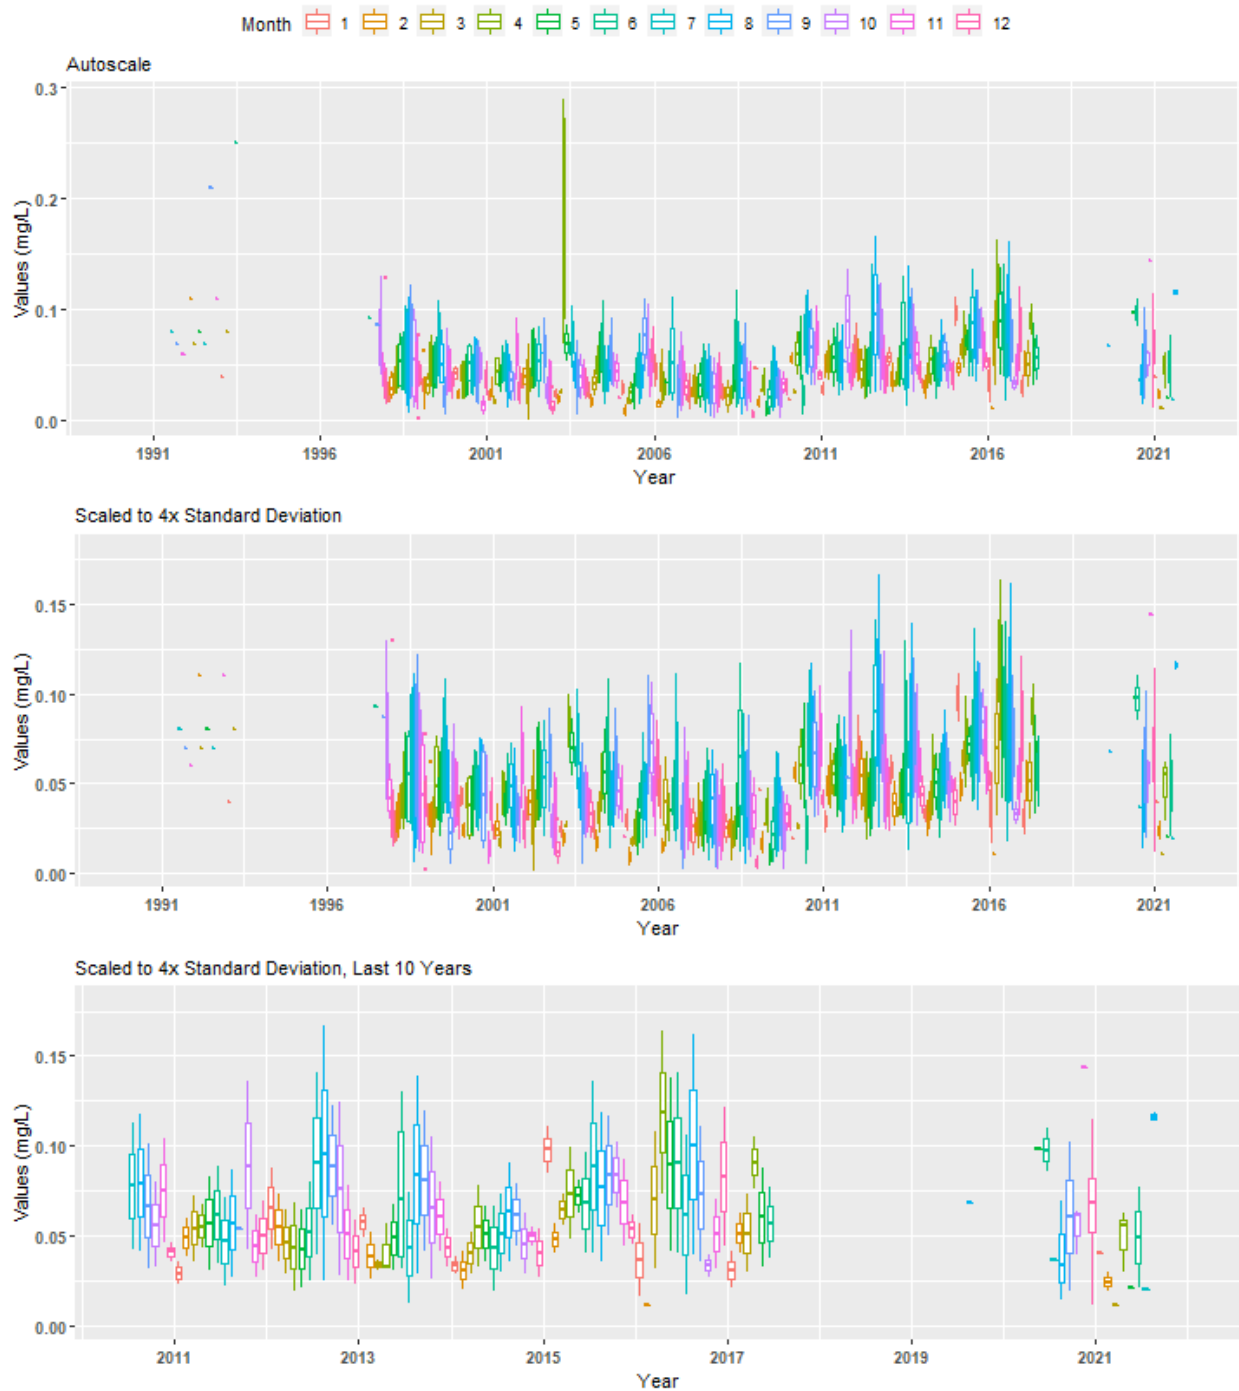 Month 1 2 3 4 5 6 7 8 9 10 11 12
Autoscale
0.3
0.2
0.1
0.0
Values (mg/L)
1991 1996 2001 2006 2011 2016 2021
Year
Scaled to 4x Standard Deviation
0.15
0.10
0.05
0.00
Values (mg/L)
1991 1996 2001 2006 2011 2016 2021
Year
Scaled to 4x Standard Deviation, Last 10 Years
0.15
0.10
0.05
0.00
Values (mg/L)
2011 2013 2015 2017 2019 2021
Year